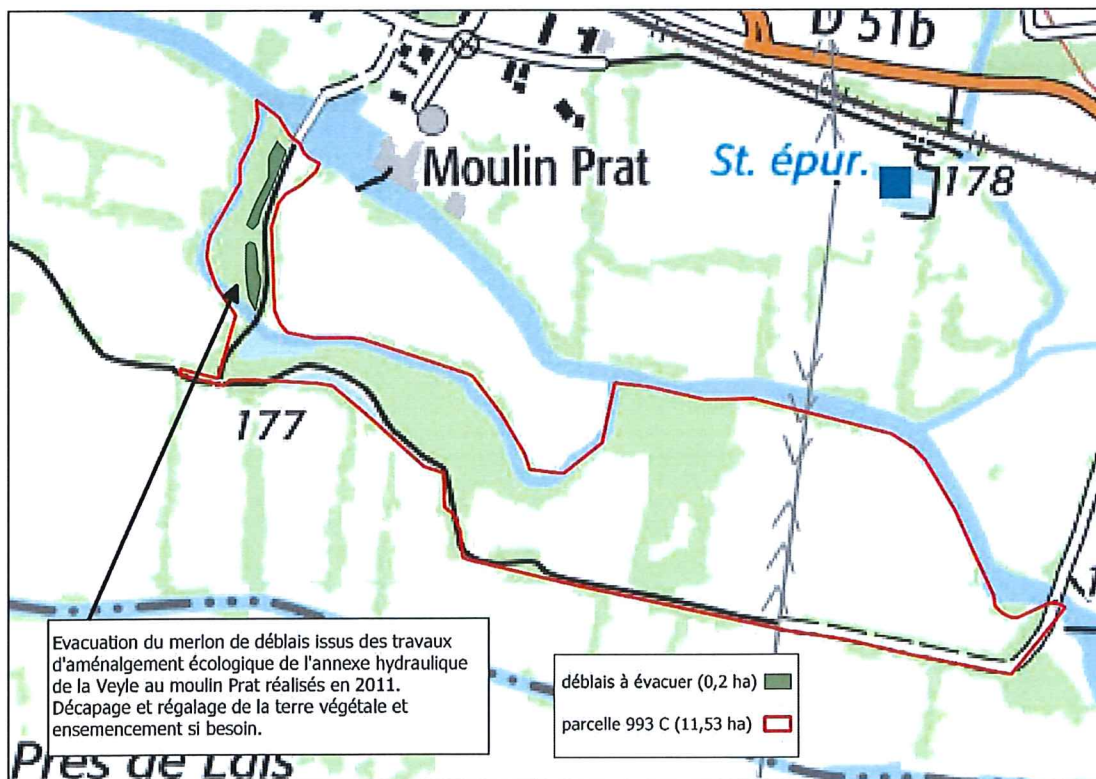 D 51b
Moulin Prat
St. épur.
178
177
Evacuation du merlon de déblais issus des travaux
d'aménalgement écologique de l'annexe hydraulique
de la Veyle au moulin Prat réalisés en 2011.
Décapage et régalage de la terre végétale et
ensemencement si besoin.
déblais à évacuer (0,2 ha)
parcelle 993 C (11,53 ha)
Prés de Lais